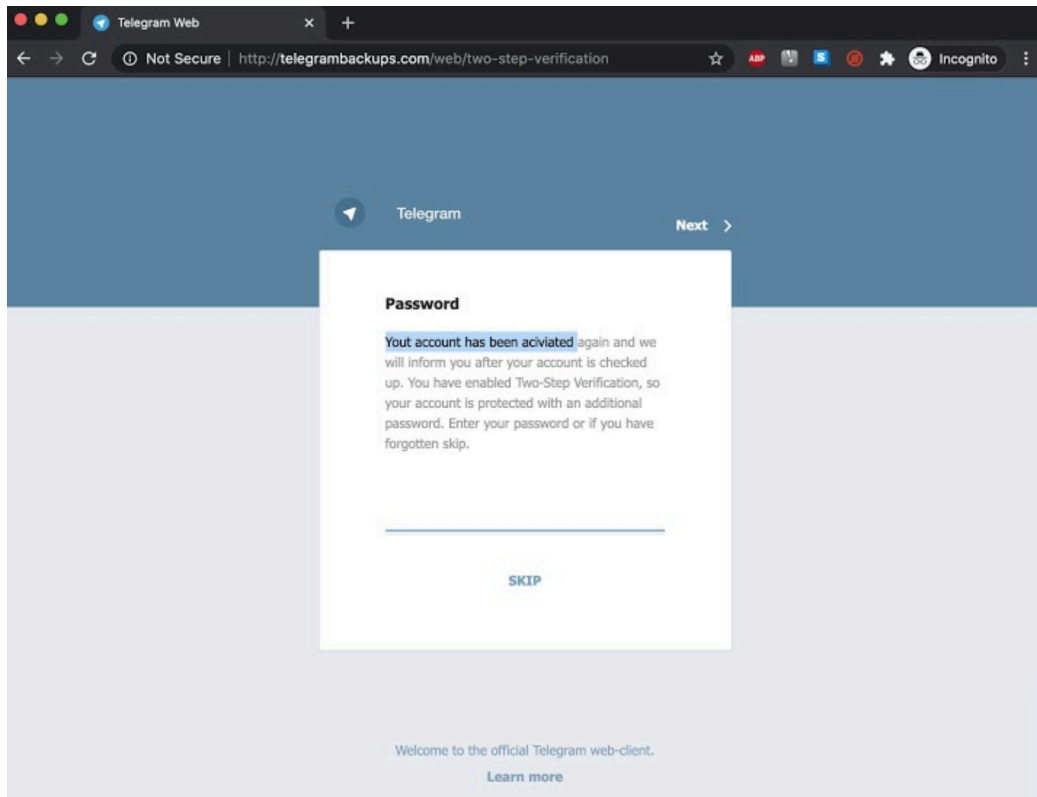 Telegram Web
Not Secure http://telegrambackups.com/web/two-step-verification ABP S Incognito
Telegram
Next
Password
Yout account has been aciviated again and we
will inform you after your account is checked
up. You have enabled Two-Step Verification, so
your account is protected with an additional
password. Enter your password or if you have
forgotten skip.
SKIP
Welcome to the official Telegram web-client.
Learn more